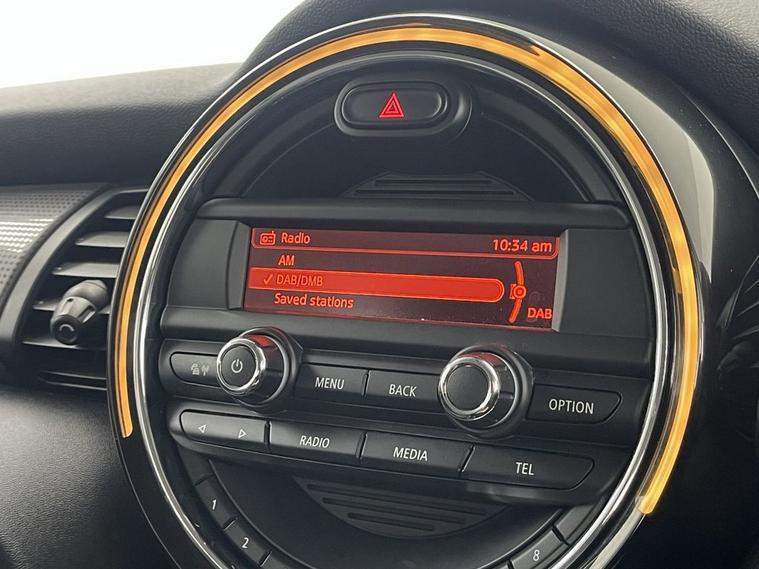 Radio 10:34 am
AM
✓ DAB/DMB
Saved stations
DAB
MENU BACK
OPTION
RADIO MEDIA TEL
1
2
8